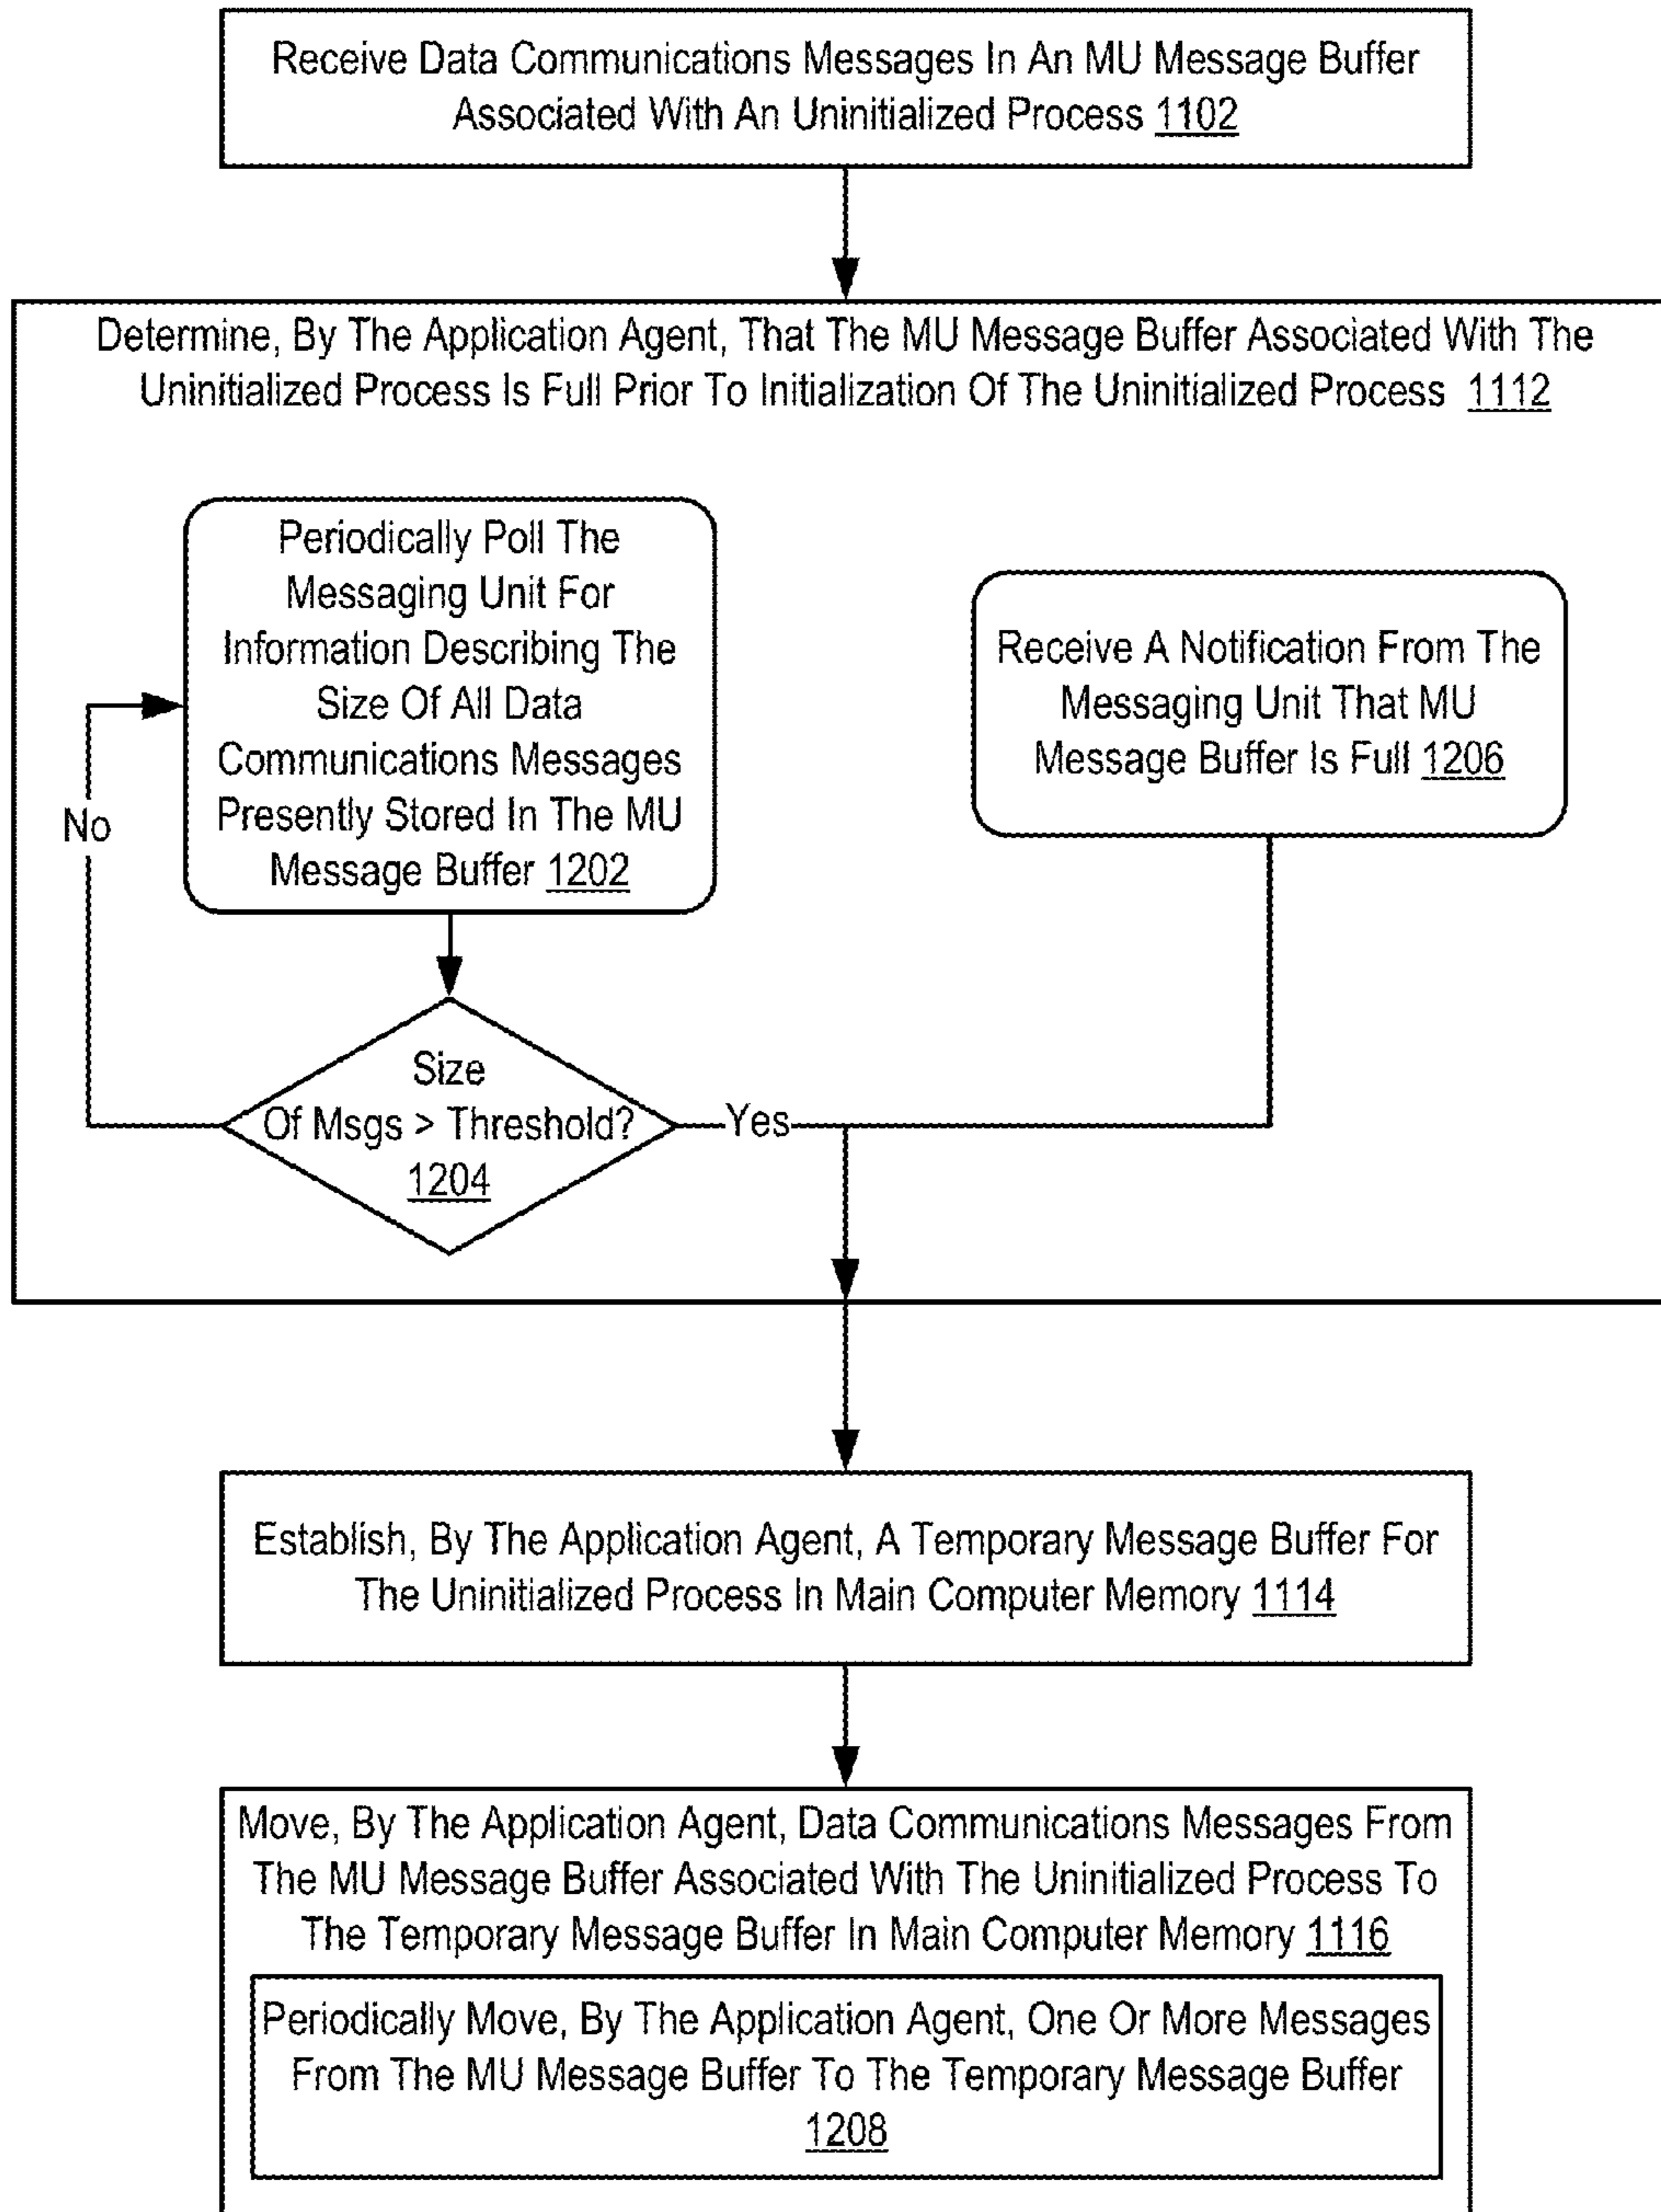 Receive Data Communications Messages In An MU Message Buffer
Associated With An Uninitialized Process 1102
Determine, By The Application Agent, That The MU Message Buffer Associated With The
Uninitialized Process Is Full Prior To Initialization Of The Uninitialized Process 1112
Periodically Poll The
Messaging Unit For
Information Describing The
Size Of All Data
Communications Messages
Presently Stored In The MU
Message Buffer 1202
Receive A Notification From The
Messaging Unit That MU
Message Buffer Is Full 1206
No
Size
Of Msgs > Threshold?
1204
Yes
Establish, By The Application Agent, A Temporary Message Buffer For
The Uninitialized Process In Main Computer Memory 1114
Move, By The Application Agent, Data Communications Messages From
The MU Message Buffer Associated With The Uninitialized Process To
The Temporary Message Buffer In Main Computer Memory 1116
Periodically Move, By The Application Agent, One Or More Messages
From The MU Message Buffer To The Temporary Message Buffer
1208